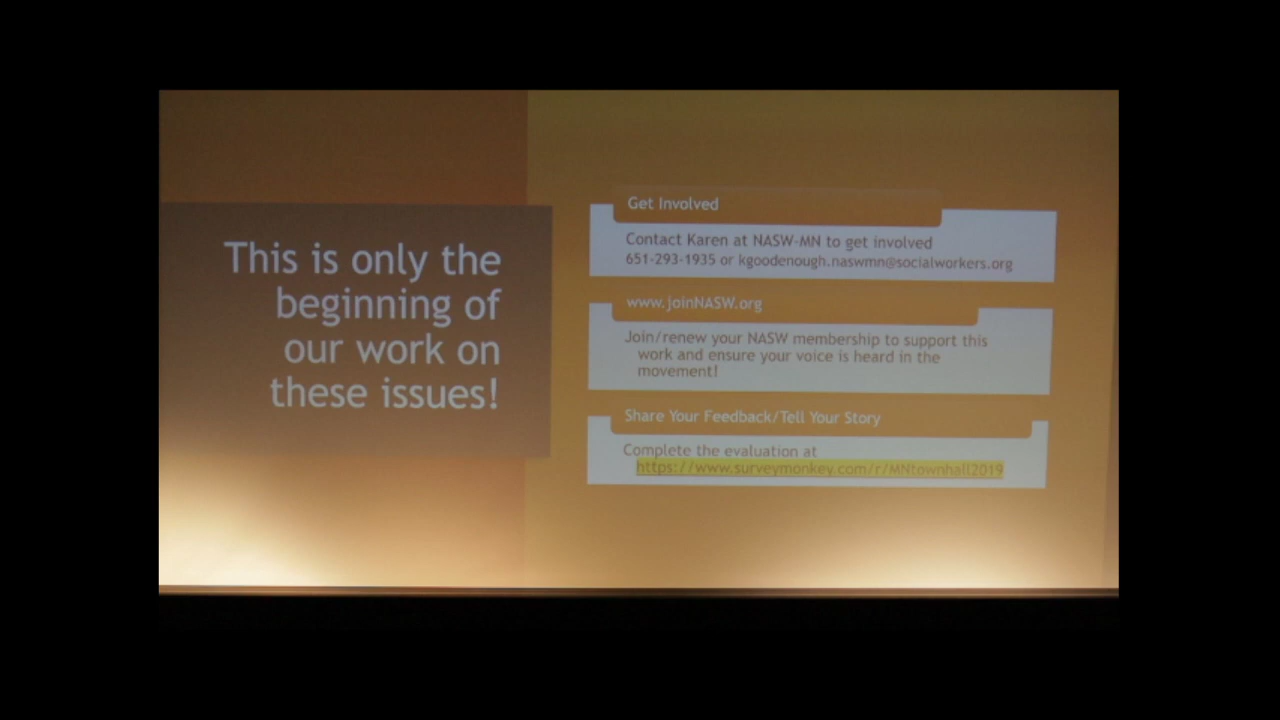 This is only the
beginning of
our work on
these issues!
Get Involved
Contact Karen at NASW-MN to get involved
651-293-1935 or kgoodenough.naswmn@socialworkers.org
www.joinNASW.org
Join/renew your NASW membership to support this
work and ensure your voice is heard in the
movement!
Share Your Feedback/Tell Your Story
Complete the evaluation at
https://www.surveymonkey.com/r/MNtownhall2019